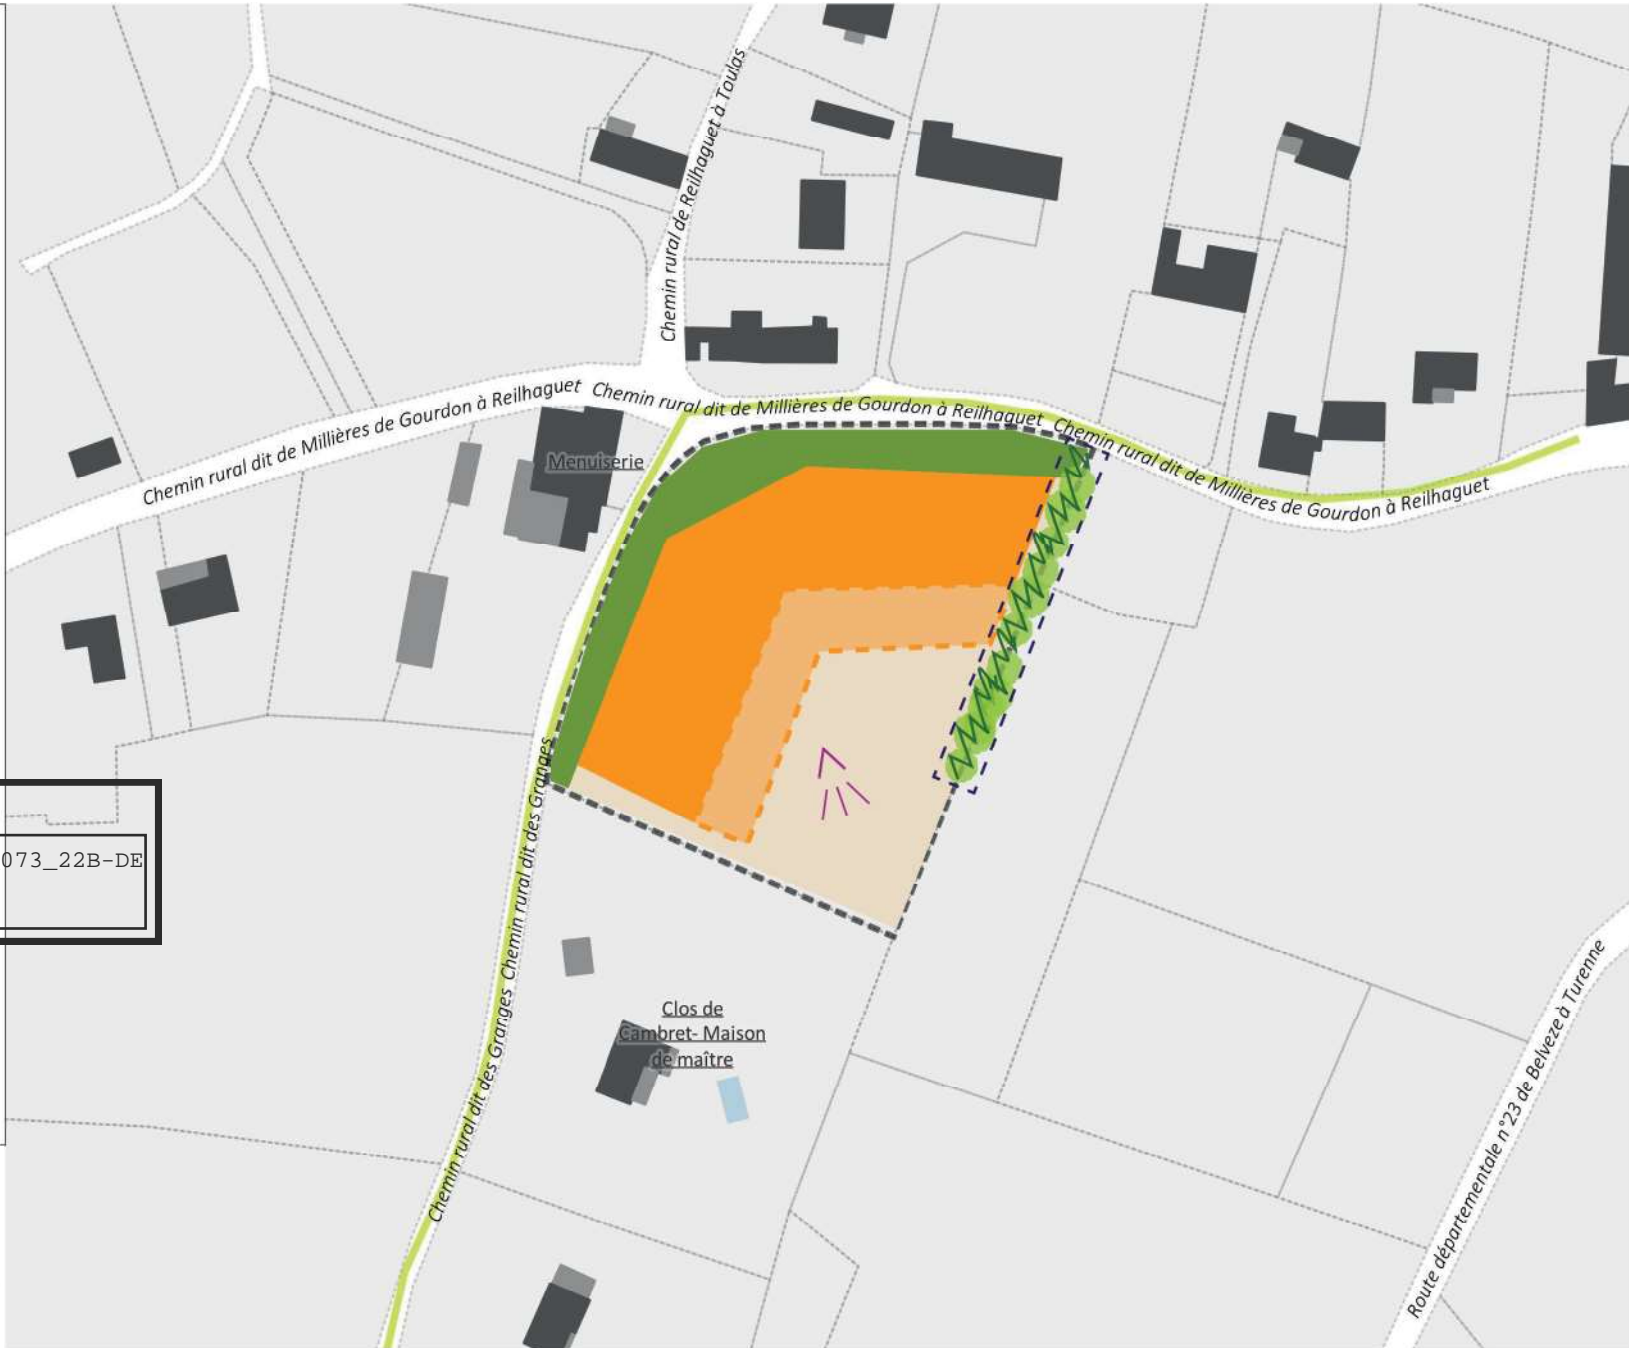 Chemin rural de Reilhaguet à Toulas
Chemin rural dit de Millières de Gourdon à Reilhaguet
Chemin rural dit de Millières de Gourdon à Reilhaguet
Chemin rural dit de Millières de Gourdon à Reilhaguet
Menuiserie
Chemin rural dit des Granges
073_22B-DE
Chemin rural dit des Granges
Clos de
Cambret- Maison
de maître
Route départementale n°23 de Belveze à Turenne